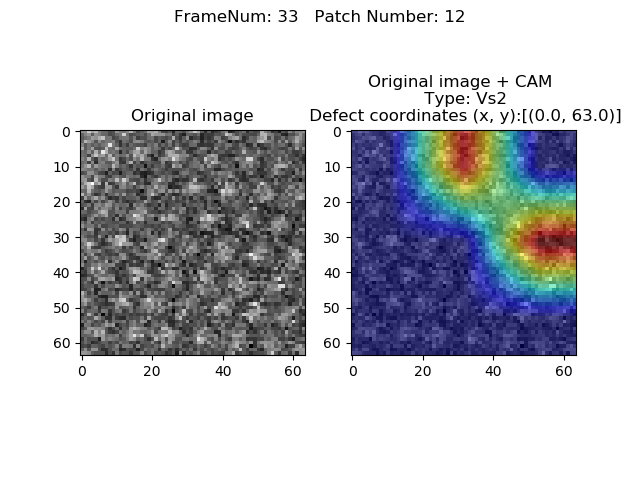 FrameNum: 33   Patch Number: 12
Original image
0
10
20
30
40
50
60
0 20 40 60
Original image + CAM
Type: Vs2
Defect coordinates (x, y):[(0.0, 63.0)]
0
10
20
30
40
50
60
0 20 40 60